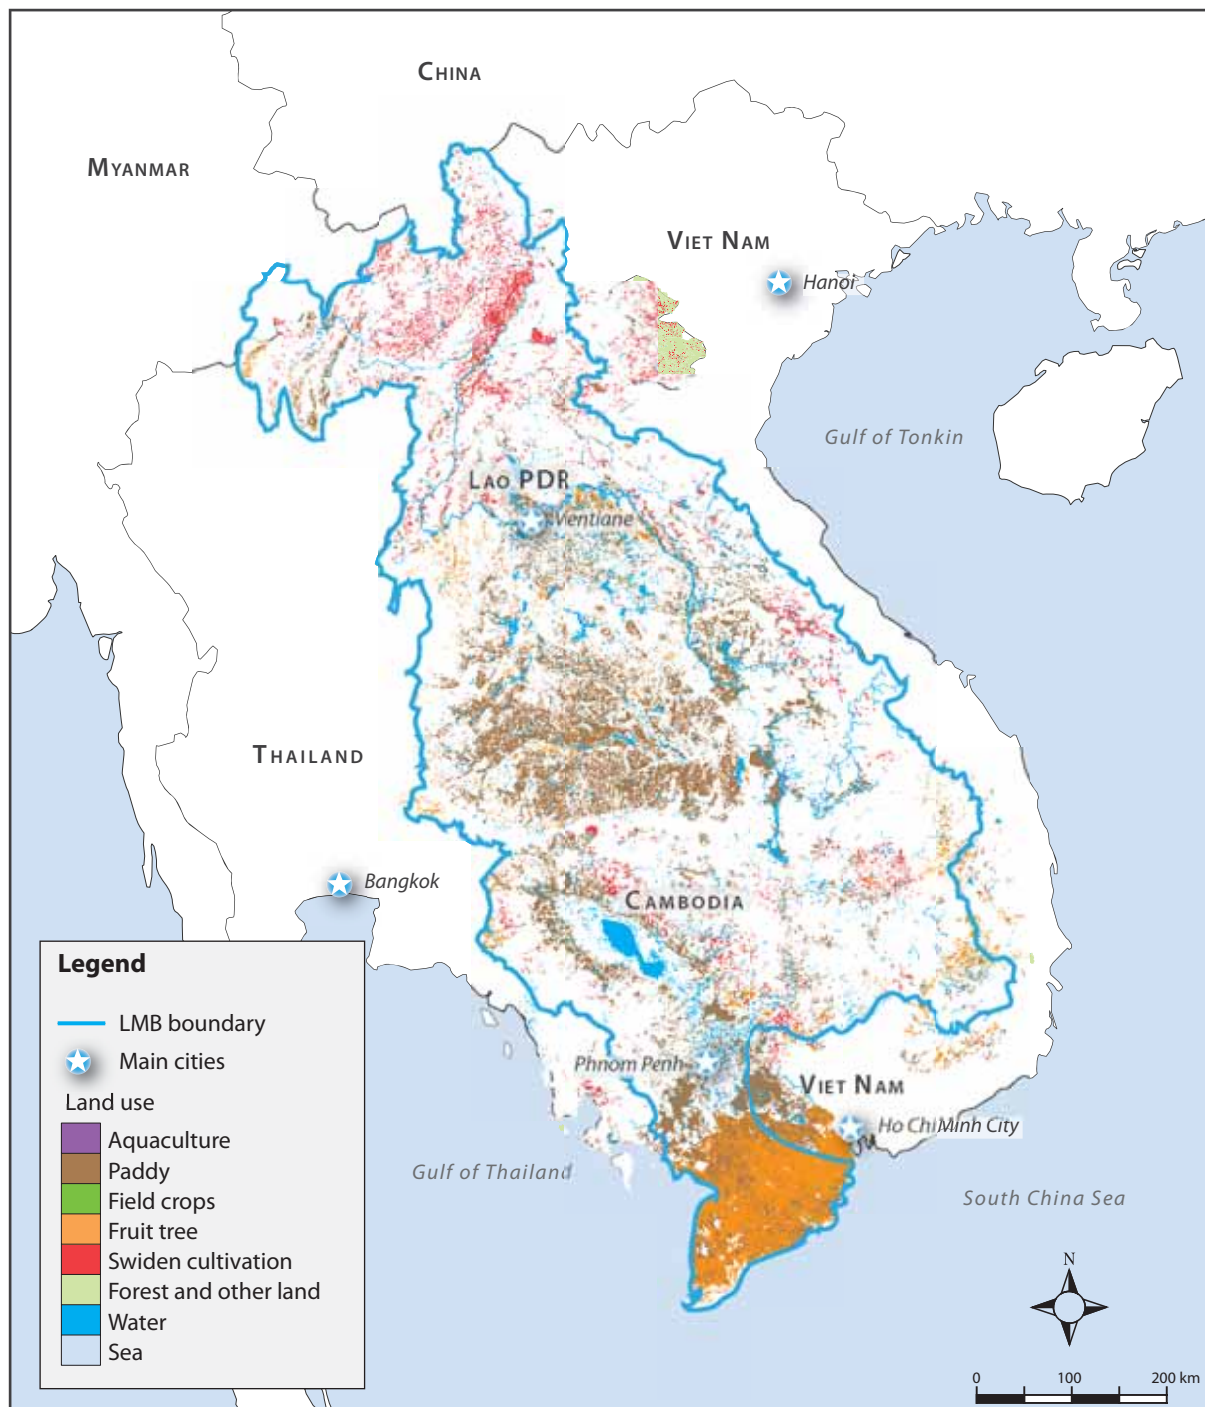 CHINA
MYANMAR
VIET NAM
Hanoi
Gulf of Tonkin
LAO PDR
Ventiane
THAILAND
Bangkok
CAMBODIA
Phnom Penh
VIET NAM
Ho Chi Minh City
Gulf of Thailand
South China Sea
Legend
LMB boundary
Main cities
Land use
Aquaculture
Paddy
Field crops
Fruit tree
Swiden cultivation
Forest and other land
Water
Sea
N
0 100 200 km